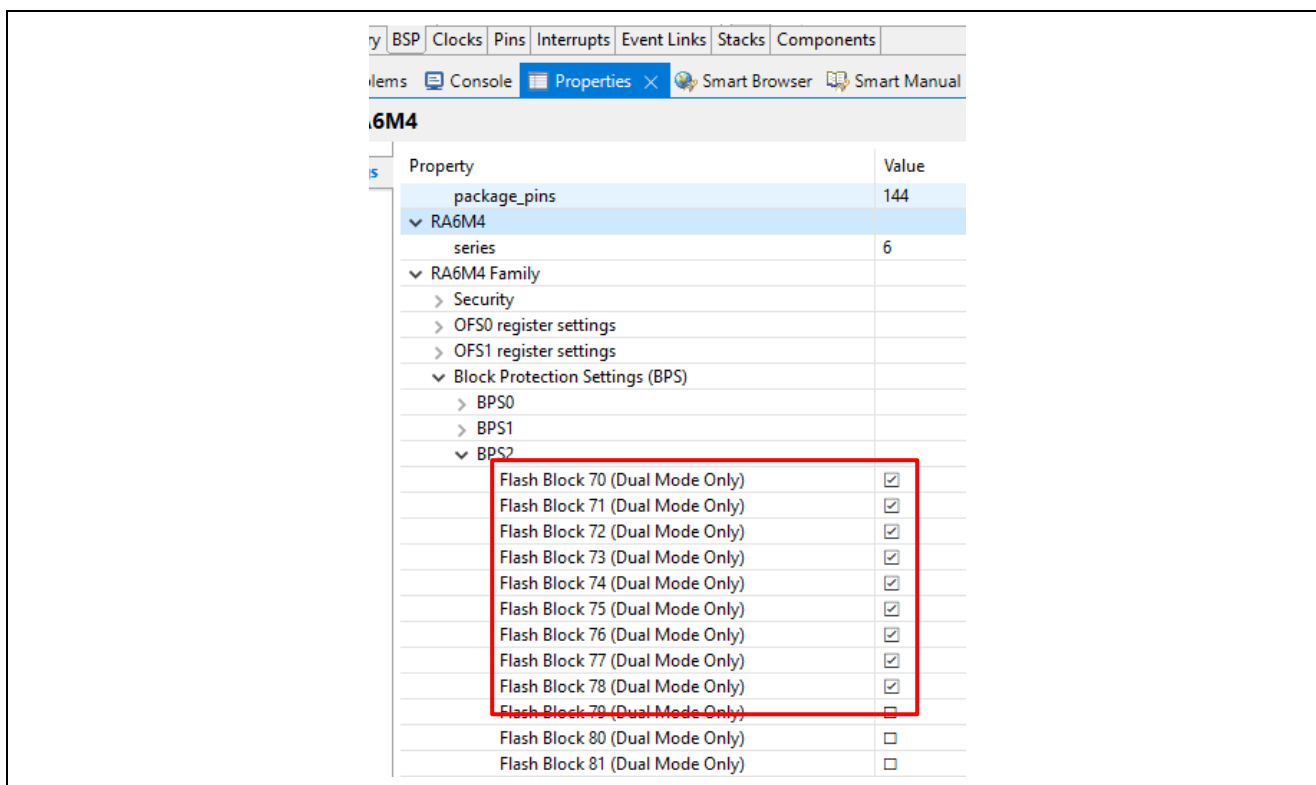 ry BSP Clocks Pins Interrupts Event Links Stacks Components
blems Console Properties Smart Browser Smart Manual
A6M4
gs Property Value
package_pins 144
RA6M4
series 6
RA6M4 Family
Security
OFS0 register settings
OFS1 register settings
Block Protection Settings (BPS)
BPS0
BPS1
BPS2
Flash Block 70 (Dual Mode Only)
Flash Block 71 (Dual Mode Only)
Flash Block 72 (Dual Mode Only)
Flash Block 73 (Dual Mode Only)
Flash Block 74 (Dual Mode Only)
Flash Block 75 (Dual Mode Only)
Flash Block 76 (Dual Mode Only)
Flash Block 77 (Dual Mode Only)
Flash Block 78 (Dual Mode Only)
Flash Block 79 (Dual Mode Only)
Flash Block 80 (Dual Mode Only)
Flash Block 81 (Dual Mode Only)